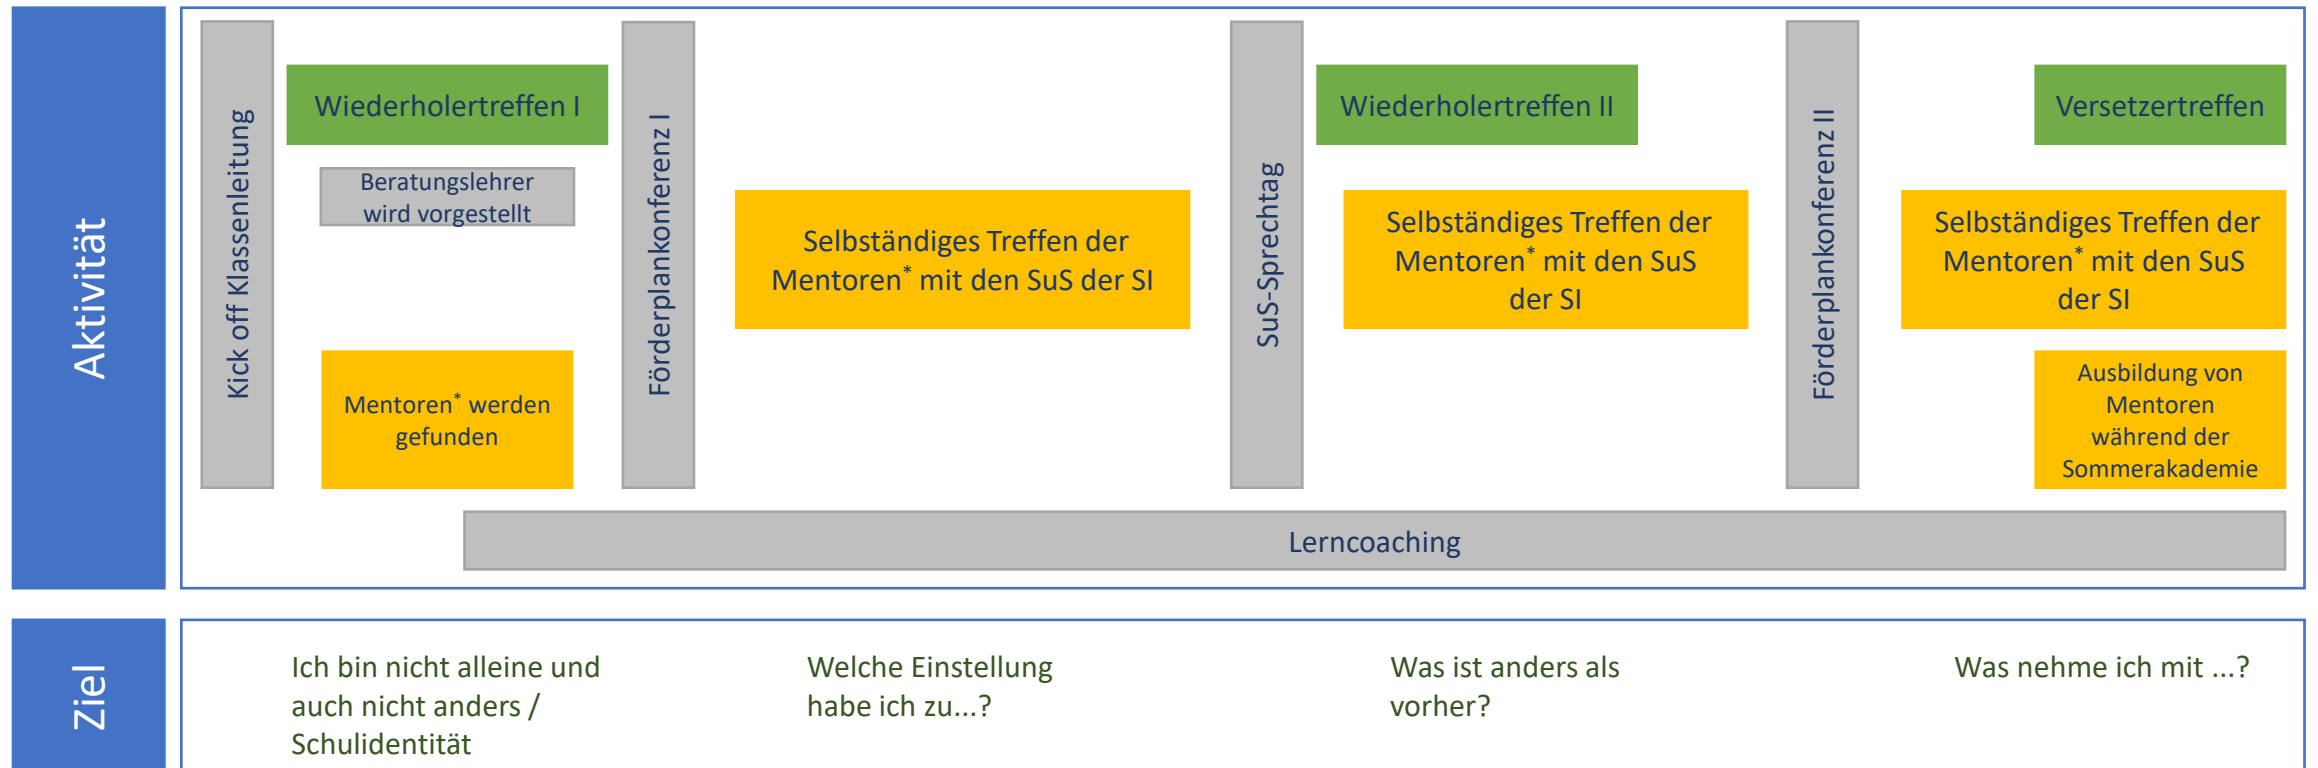 Aktivität
Kick off Klassenleitung
Wiederholertreffen I
Beratungslehrer
wird vorgestellt
Mentoren* werden
gefunden
Förderplankonferenz I
Selbständiges Treffen der
Mentoren* mit den SuS der SI
SuS-Sprechtag
Wiederholertreffen II
Selbständiges Treffen der
Mentoren* mit den SuS
der SI
Förderplankonferenz II
Versetzertreffen
Selbständiges Treffen der
Mentoren* mit den SuS
der SI
Ausbildung von
Mentoren
während der
Sommerakademie
Lerncoaching
Ziel
Ich bin nicht alleine und
auch nicht anders /
Schulidentität
Welche Einstellung
habe ich zu...?
Was ist anders als
vorher?
Was nehme ich mit ...?